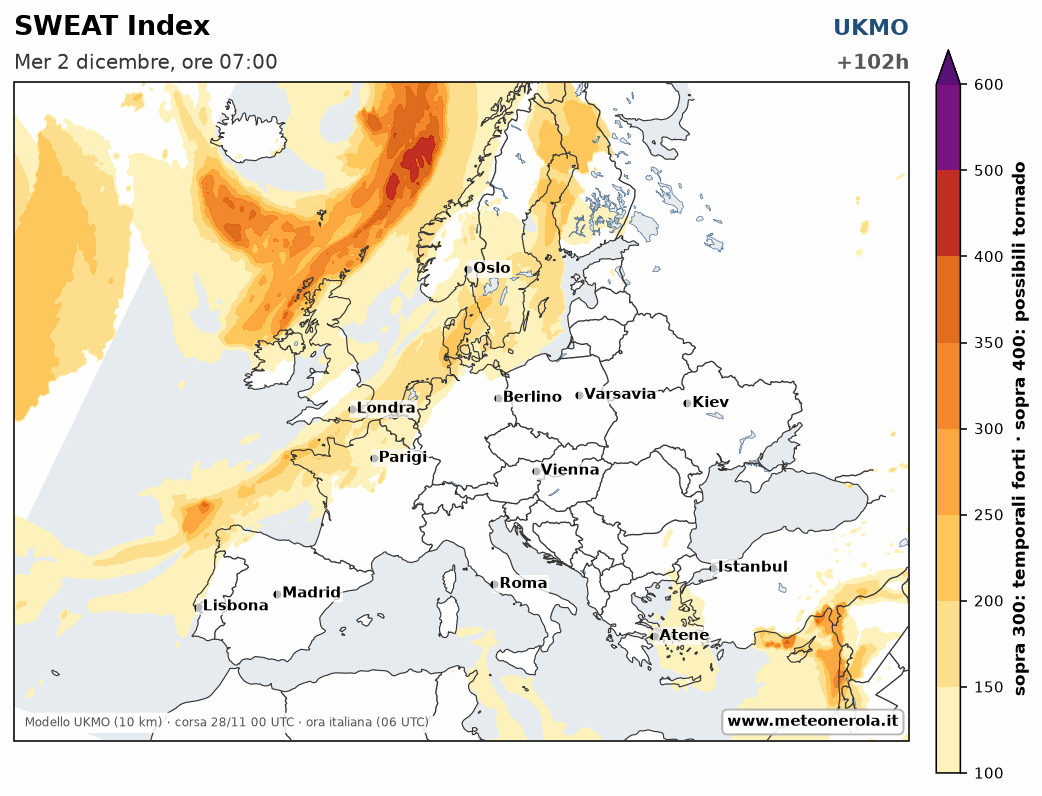 SWEAT Index
UKMO
Mer 2 dicembre, ore 07:00
+102h
600
500
400
350
300
250
200
150
100
sopra 300: temporali forti · sopra 400: possibili tornado
Oslo
Londra
Berlino
Varsavia
Kiev
Parigi
Vienna
Istanbul
Roma
Madrid
Lisbona
Atene
Modello UKMO (10 km) · corsa 28/11 00 UTC · ora italiana (06 UTC)
www.meteonerola.it